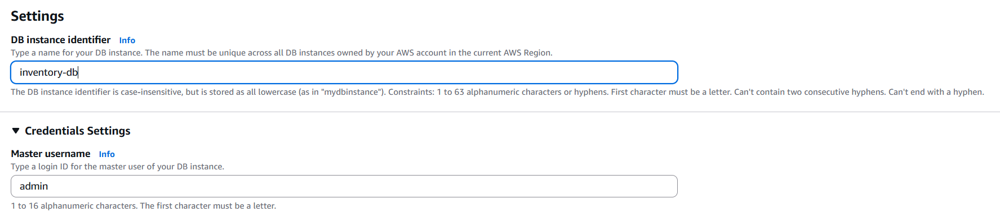 Settings
DB instance identifier Info
Type a name for your DB instance. The name must be unique across all DB instances owned by your AWS account in the current AWS Region.
inventory-db
The DB instance identifier is case-insensitive, but is stored as all lowercase (as in "mydbinstance"). Constraints: 1 to 63 alphanumeric characters or hyphens. First character must be a letter. Can't contain two consecutive hyphens. Can't end with a hyphen.
Credentials Settings
Master username Info
Type a login ID for the master user of your DB instance.
admin
1 to 16 alphanumeric characters. The first character must be a letter.